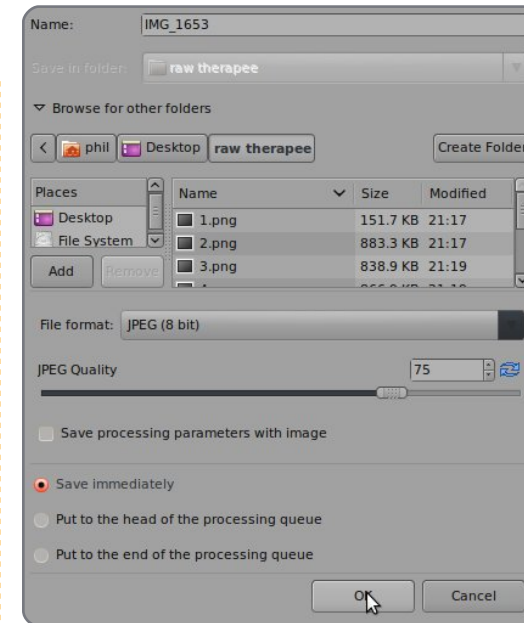 Name: IMG_1653
Save in folder: raw therapee
Browse for other folders
phil Desktop raw therapee Create Folder
Places Name Size Modified
Desktop 1.png 151.7 KB 21:17
File System 2.png 883.3 KB 21:17
Add Remove 3.png 838.9 KB 21:19
File format: JPEG (8 bit)
JPEG Quality 75
Save processing parameters with image
Save immediately
Put to the head of the processing queue
Put to the end of the processing queue
OK Cancel